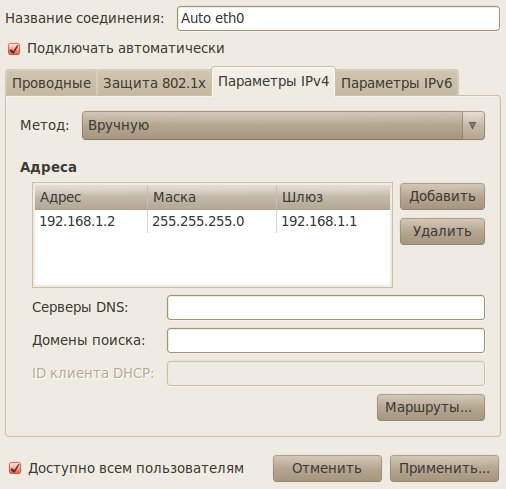 Название соединения: Auto eth0
Подключать автоматически
Проводные Защита 802.1x Параметры IPv4 Параметры IPv6
Метод: Вручную
Адреса
Адрес Маска Шлюз Добавить
192.168.1.2 255.255.255.0 192.168.1.1 Удалить
Серверы DNS:
Домены поиска:
ID клиента DHCP:
Маршруты...
Доступно всем пользователям Отменить Применить...